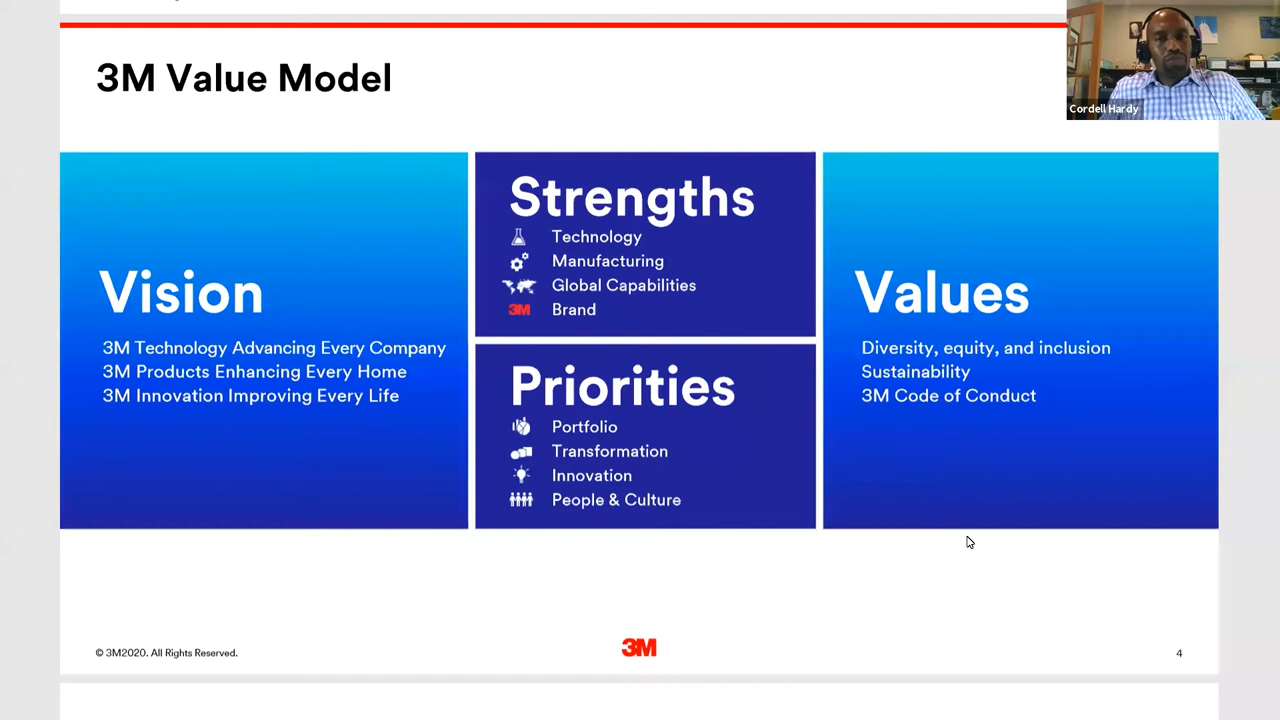 3M Value Model
Cordell Hardy
Vision
3M Technology Advancing Every Company
3M Products Enhancing Every Home
3M Innovation Improving Every Life
Strengths
Technology
Manufacturing
Global Capabilities
3M Brand
Priorities
Portfolio
Transformation
Innovation
People & Culture
Values
Diversity, equity, and inclusion
Sustainability
3M Code of Conduct
© 3M2020. All Rights Reserved.
3M
4